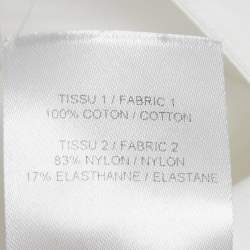 TISSU 1 / FABRIC 1
100% COTON / COTTON
TISSU 2 / FABRIC 2
83% NYLON / NYLON
17% ELASTHANNE / ELASTANE